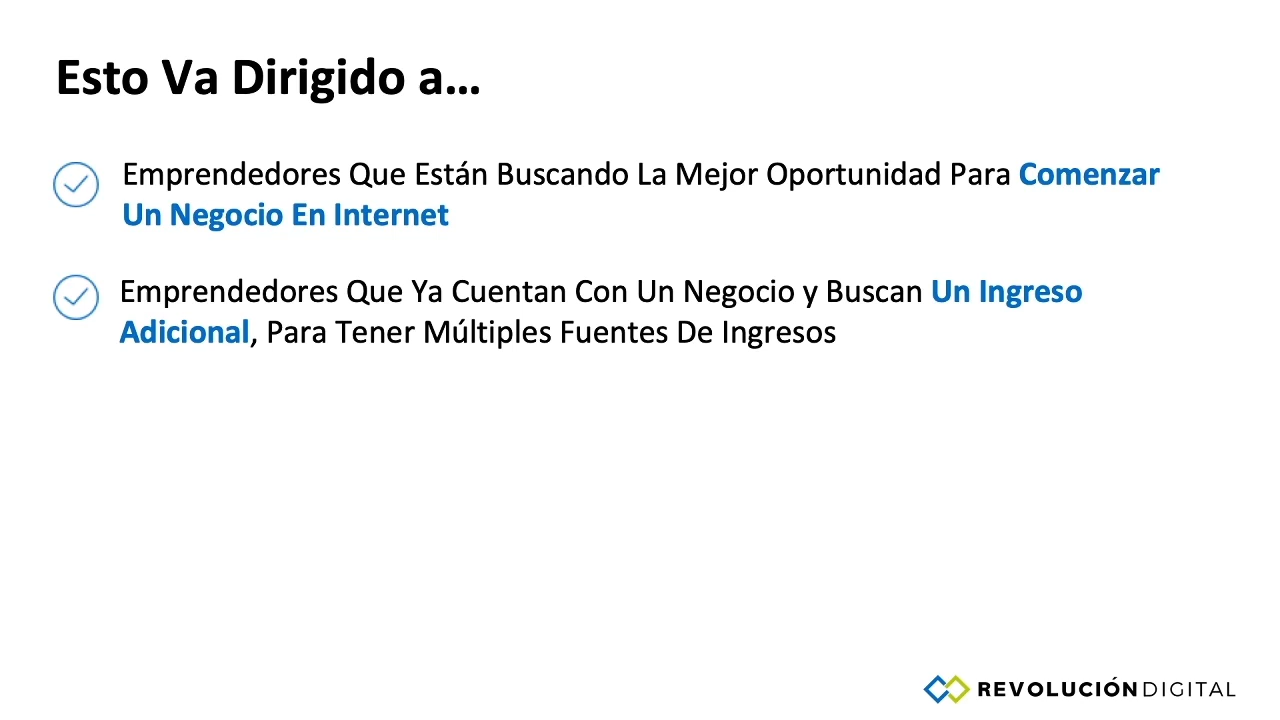 Esto Va Dirigido a...
Emprendedores Que Están Buscando La Mejor Oportunidad Para Comenzar
Un Negocio En Internet
Emprendedores Que Ya Cuentan Con Un Negocio y Buscan Un Ingreso
Adicional, Para Tener Múltiples Fuentes De Ingresos
REVOLUCIÓN DIGITAL